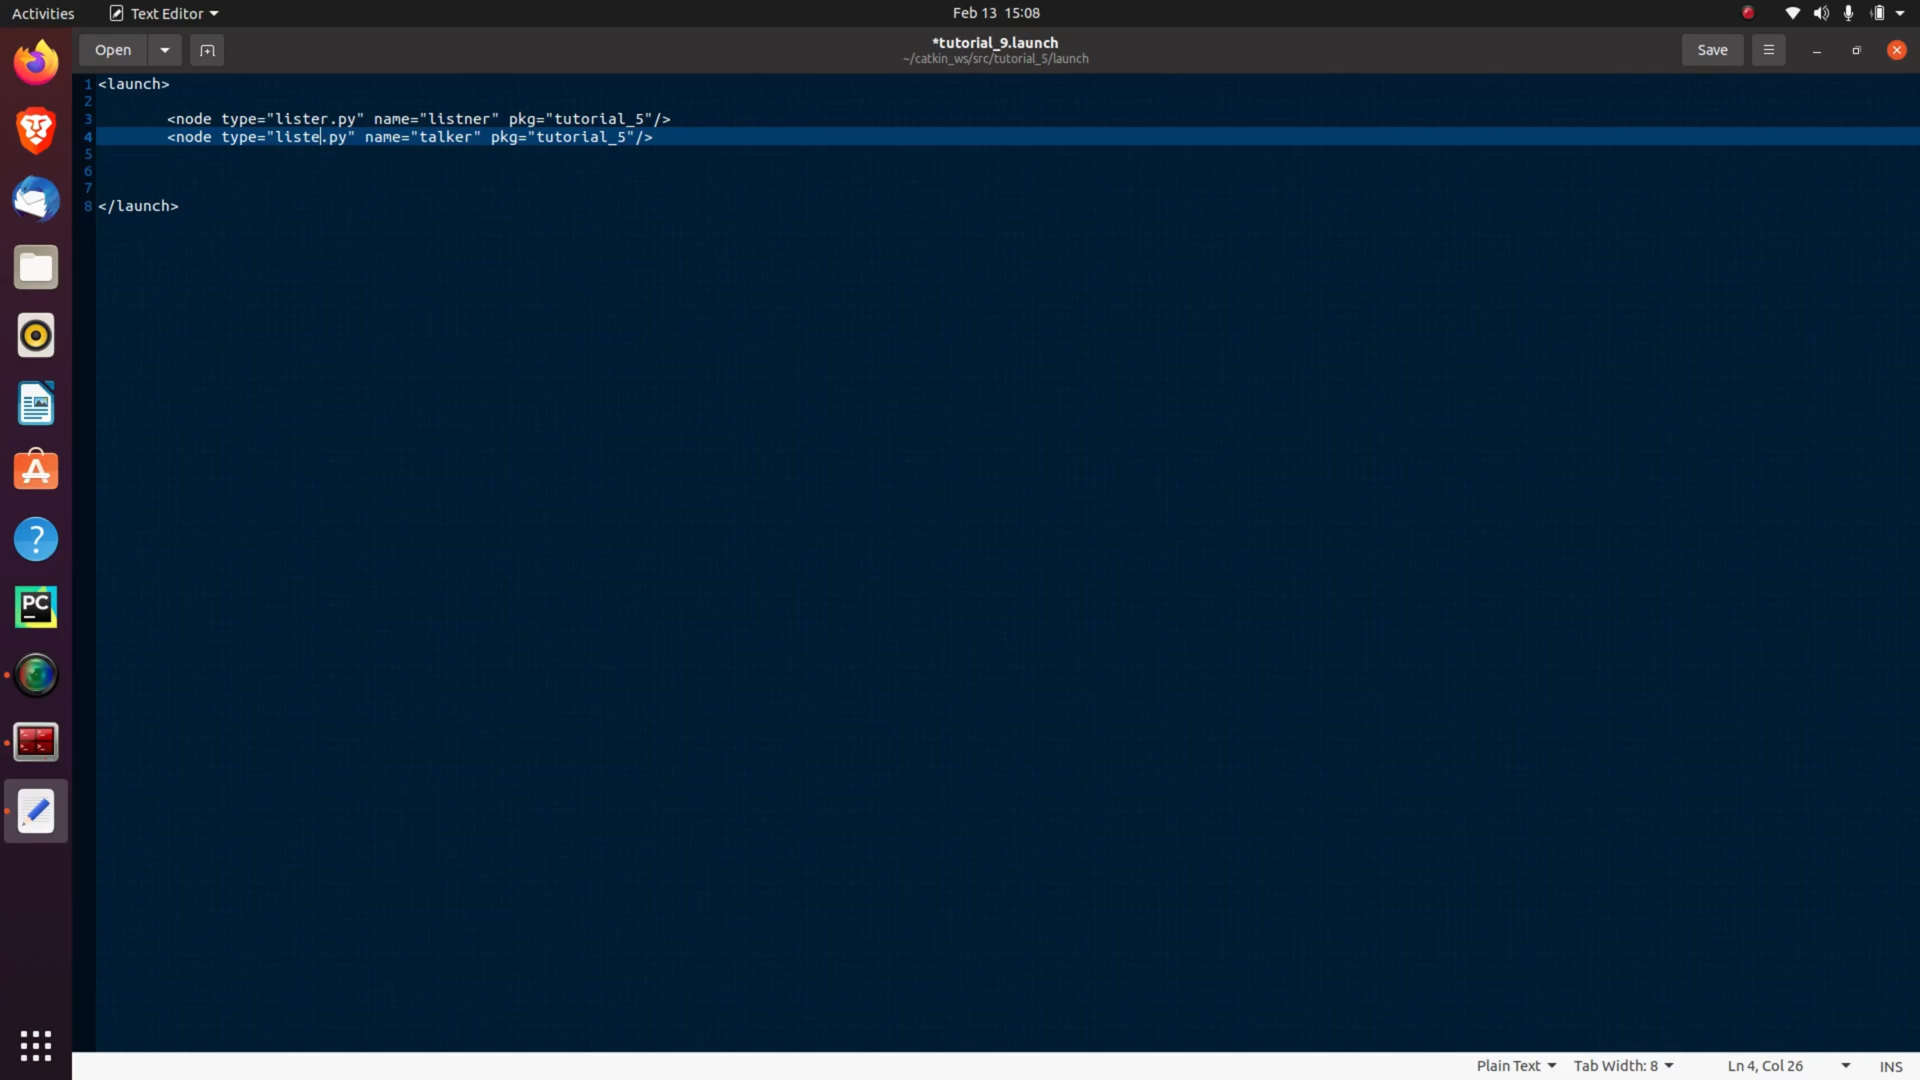 Activities Text Editor Feb 13 15:08
Open *tutorial_9.launch Save
~/catkin_ws/src/tutorial_5/launch
1 <launch>
2
3 <node type="lister.py" name="listner" pkg="tutorial_5"/>
4 <node type="liste.py" name="talker" pkg="tutorial_5"/>
5
6
7
8 </launch>
PC
Plain Text Tab Width: 8 Ln 4, Col 26 INS